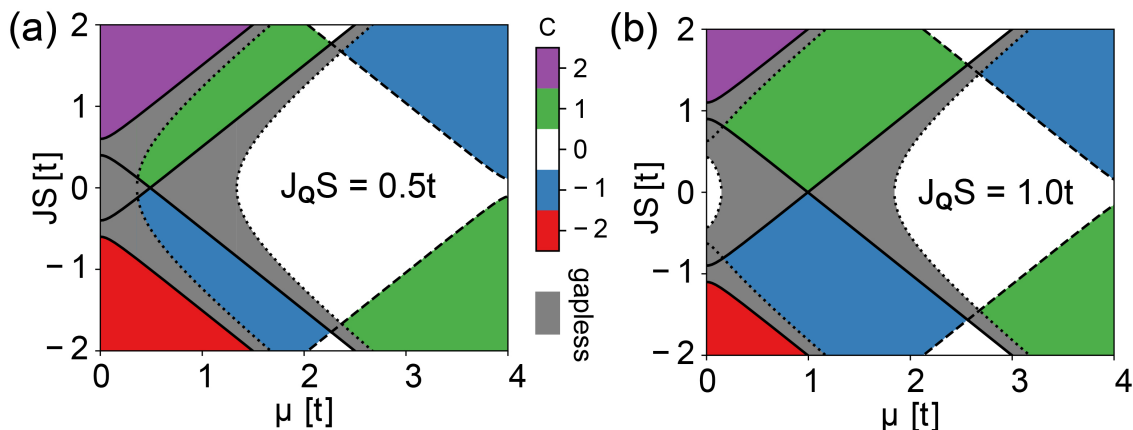 (a)
JS [t]
2
1
0
− 1
− 2
0
1
2
3
4
μ [t]
J_QS = 0.5t
C
2
1
0
− 1
− 2
gapless
(b)
JS [t]
2
1
0
− 1
− 2
0
1
2
3
4
μ [t]
J_QS = 1.0t